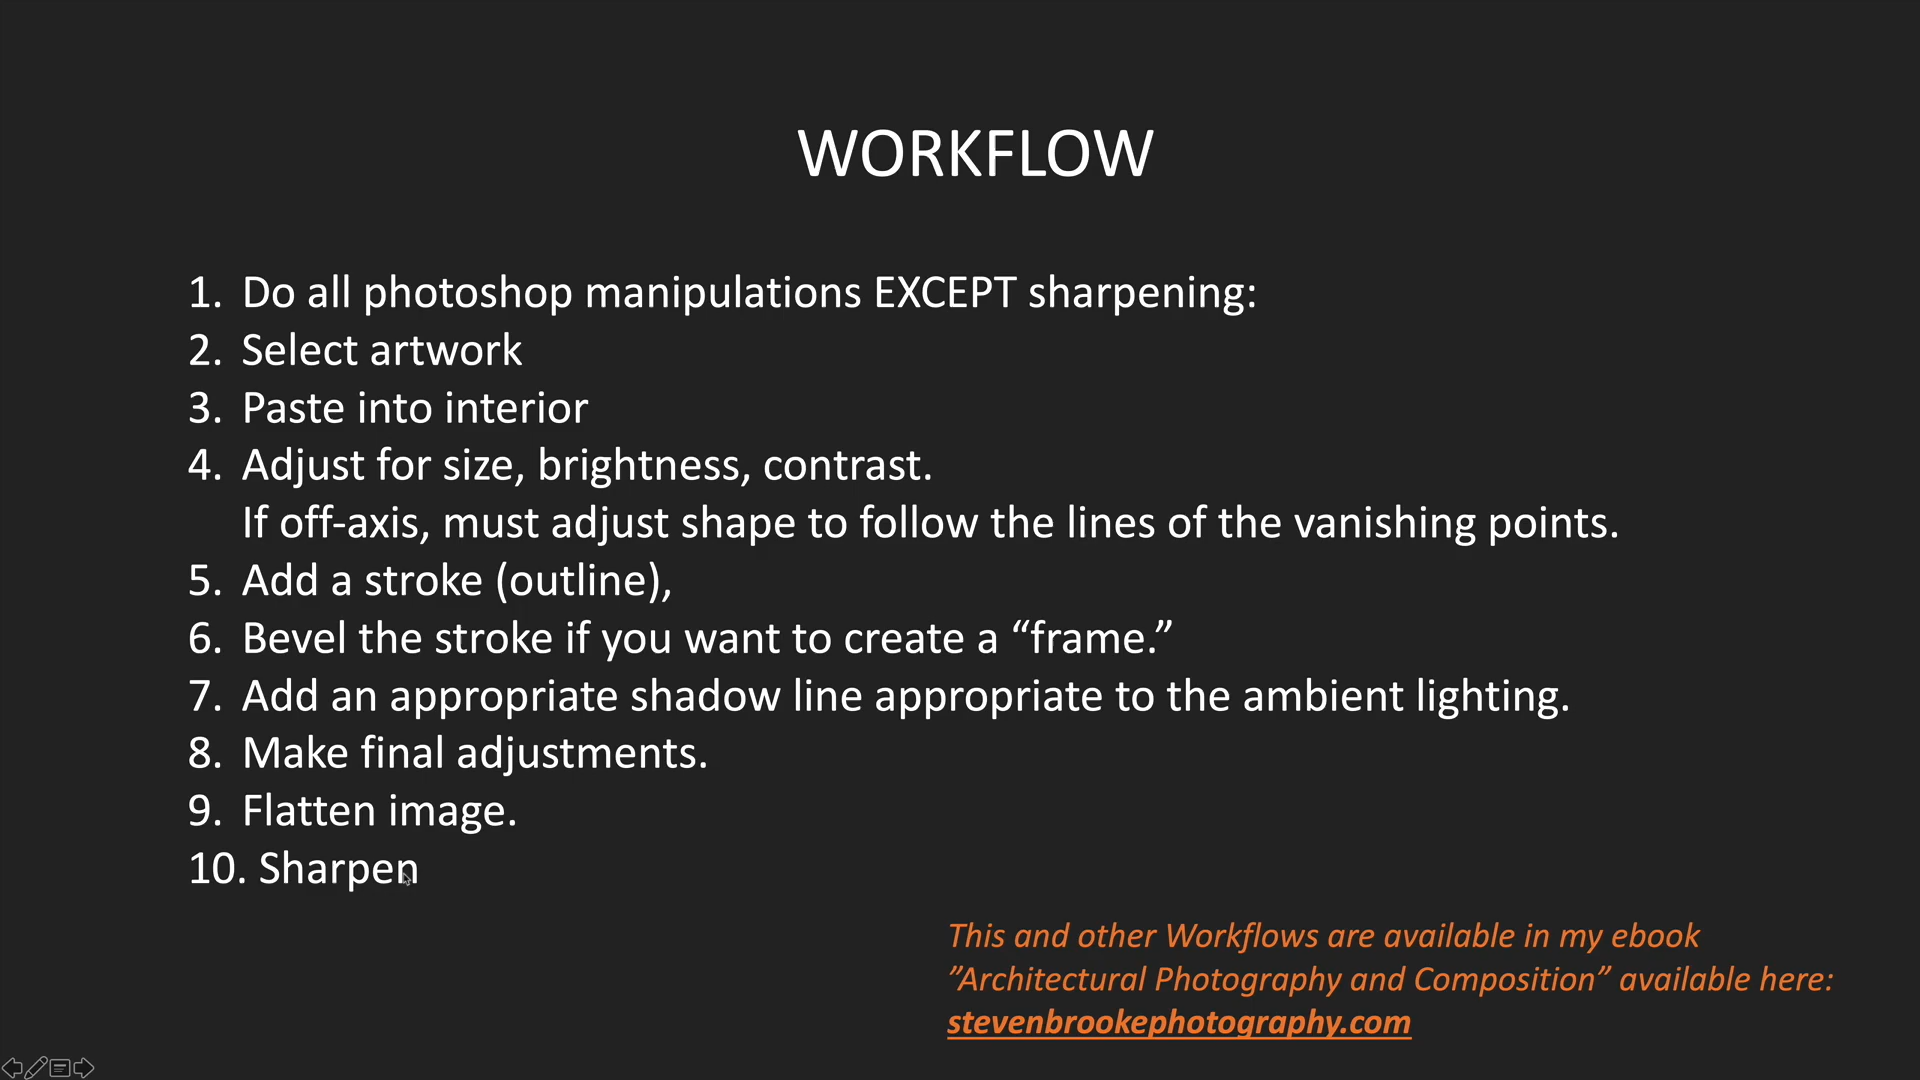 WORKFLOW
1. Do all photoshop manipulations EXCEPT sharpening:
2. Select artwork
3. Paste into interior
4. Adjust for size, brightness, contrast.
If off-axis, must adjust shape to follow the lines of the vanishing points.
5. Add a stroke (outline),
6. Bevel the stroke if you want to create a “frame.”
7. Add an appropriate shadow line appropriate to the ambient lighting.
8. Make final adjustments.
9. Flatten image.
10. Sharpen
This and other Workflows are available in my ebook
”Architectural Photography and Composition” available here:
stevenbrookephotography.com